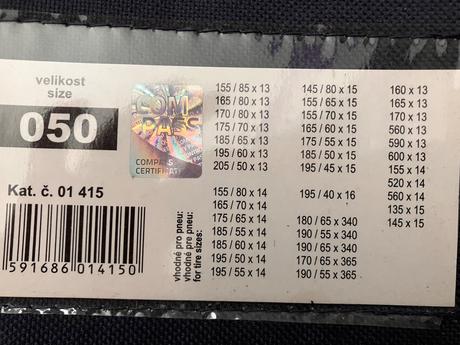 velikost
size
050
Kat. č. 01 415
591686 014150
COM
PASS
COMPASS
CERTIFICAT
vhodné pro pneu:
vhodné pre pneu:
for tire sizes:
155 / 85 x 13
165 / 80 x 13
170 / 80 x 13
175 / 70 x 13
185 / 65 x 13
195 / 60 x 13
205 / 50 x 13
155 / 80 x 14
165 / 70 x 14
175 / 65 x 14
185 / 55 x 14
185 / 60 x 14
195 / 50 x 14
195 / 55 x 14
145 / 80 x 15
155 / 65 x 15
155 / 70 x 15
165 / 65 x 15
175 / 55 x 15
185 / 50 x 15
195 / 45 x 15
195 / 40 x 16
180 / 65 x 340
190 / 55 x 340
190 / 65 x 340
170 / 65 x 365
190 / 55 x 365
160 x 13
165 x 13
170 x 13
560 x 13
590 x 13
600 x 13
155 x 14
520 x 14
560 x 14
135 x 15
145 x 15